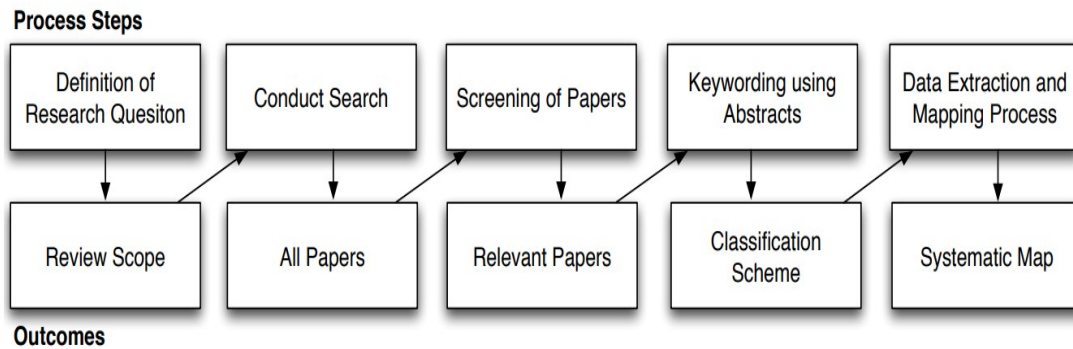 Process Steps
Definition of
Research Quesiton
Conduct Search
Screening of Papers
Keywording using
Abstracts
Data Extraction and
Mapping Process
Review Scope
All Papers
Relevant Papers
Classification
Scheme
Systematic Map
Outcomes